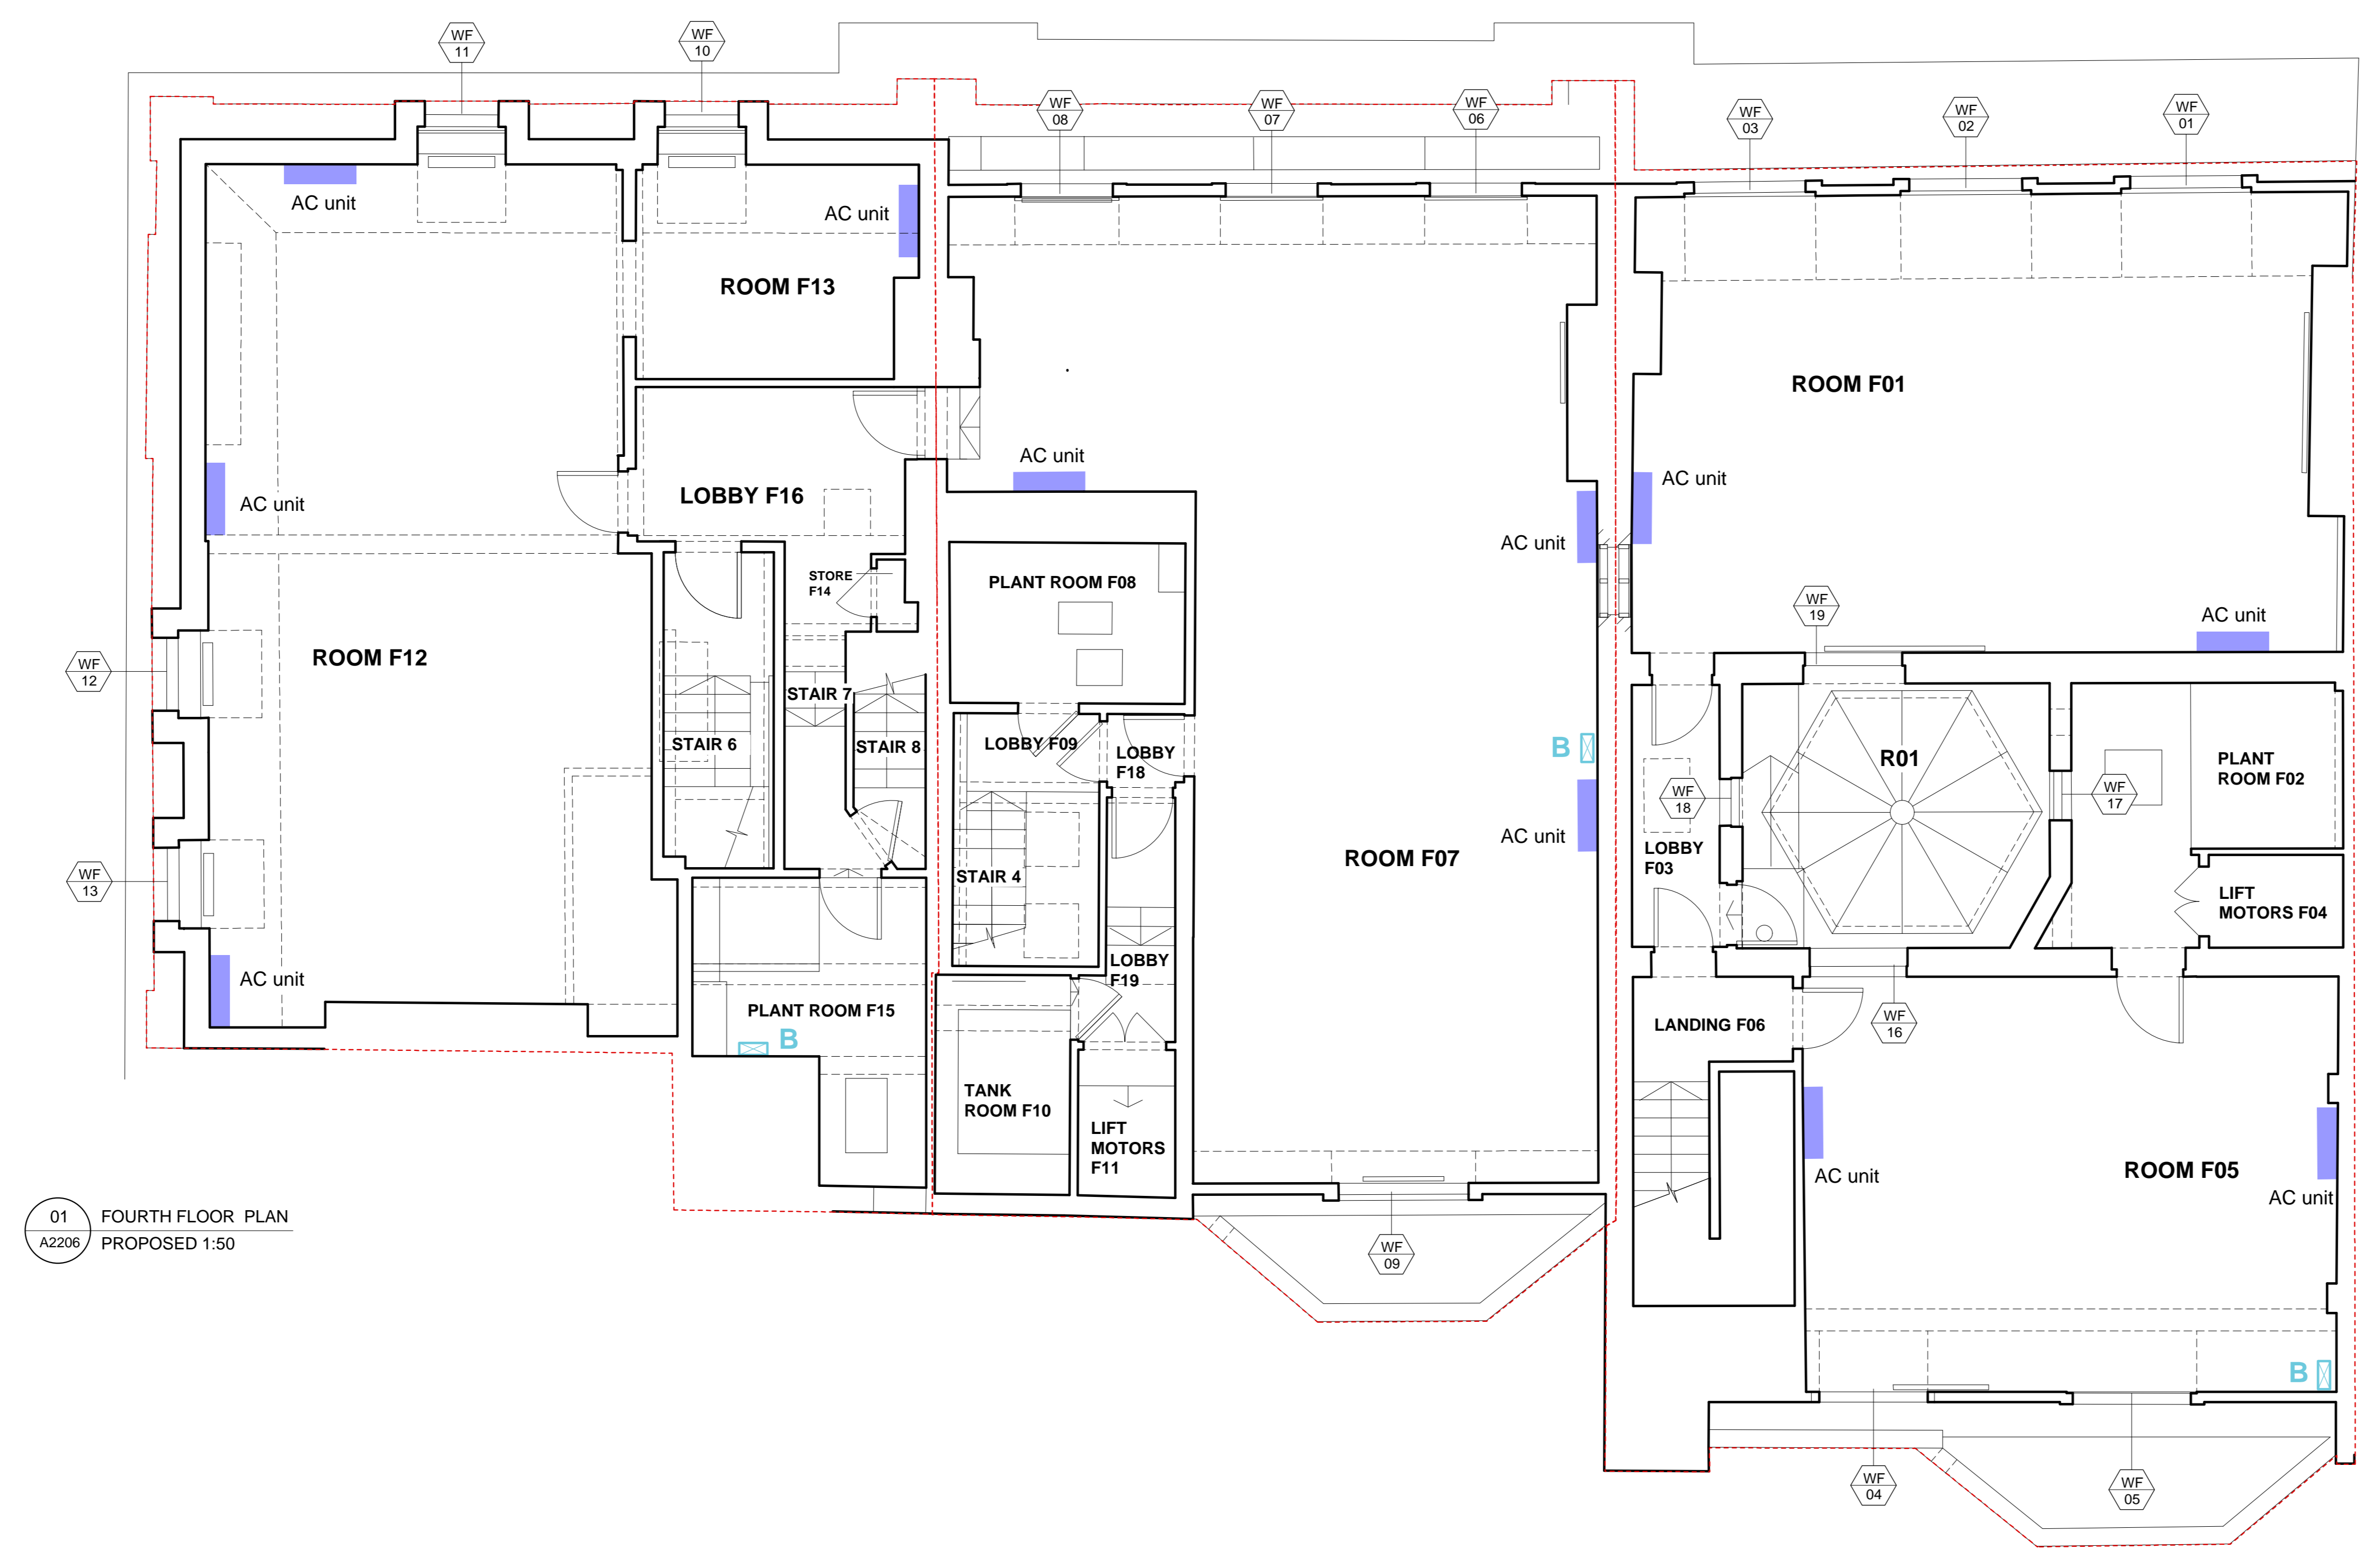 WF
11
WF
10
WF
08
WF
07
WF
06
WF
03
WF
02
WF
01
AC unit
AC unit
ROOM F13
ROOM F01
AC unit
AC unit
AC unit
LOBBY F16
AC unit
STORE
F14
PLANT ROOM F08
WF
19
AC unit
WF
12
ROOM F12
STAIR 7
STAIR 6
STAIR 8
LOBBY F09
LOBBY
F18
B
R01
PLANT
ROOM F02
WF
18
WF
17
AC unit
LOBBY
F03
ROOM F07
WF
13
STAIR 4
LIFT
MOTORS F04
AC unit
LOBBY
F19
PLANT ROOM F15
B
LANDING F06
WF
16
TANK
ROOM F10
LIFT
MOTORS
F11
AC unit
ROOM F05
AC unit
01
A2206
FOURTH FLOOR PLAN
PROPOSED 1:50
WF
09
B
WF
04
WF
05